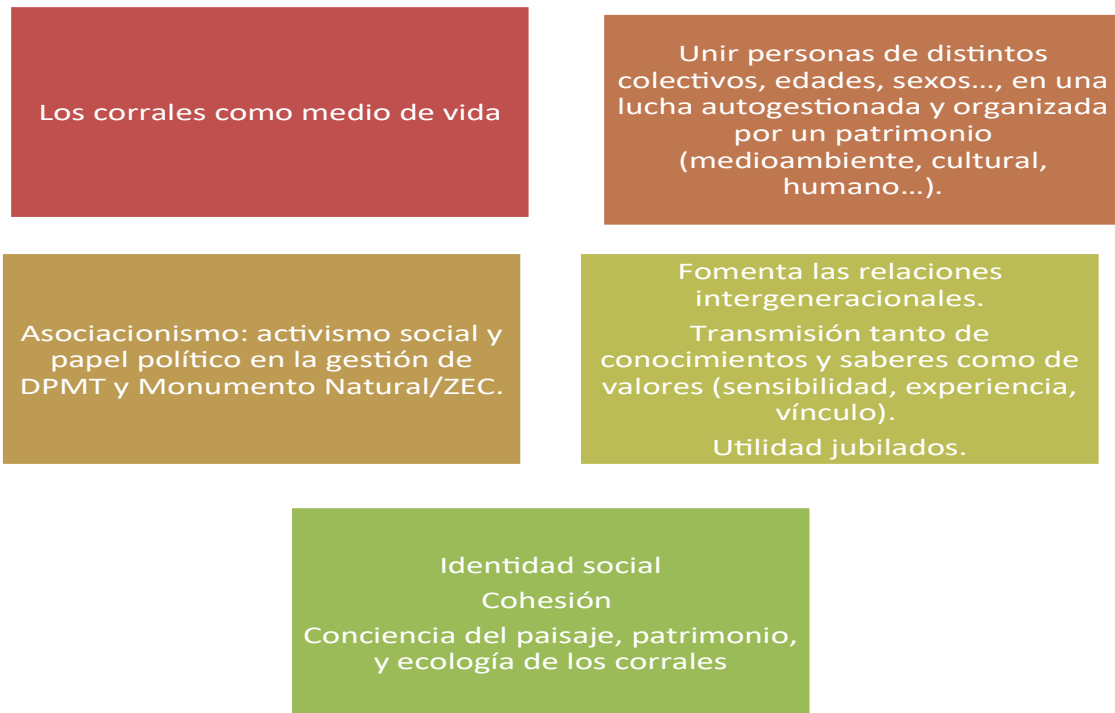 Los corrales como medio de vida
Unir personas de distintos
colectivos, edades, sexos..., en una
lucha autogestionada y organizada
por un patrimonio
(medioambiente, cultural,
humano...).
Asociacionismo: activismo social y
papel político en la gestión de
DPMT y Monumento Natural/ZEC.
Fomenta las relaciones
intergeneracionales.
Transmisión tanto de
conocimientos y saberes como de
valores (sensibilidad, experiencia,
vínculo).
Utilidad jubilados.
Identidad social
Cohesión
Conciencia del paisaje, patrimonio,
y ecología de los corrales